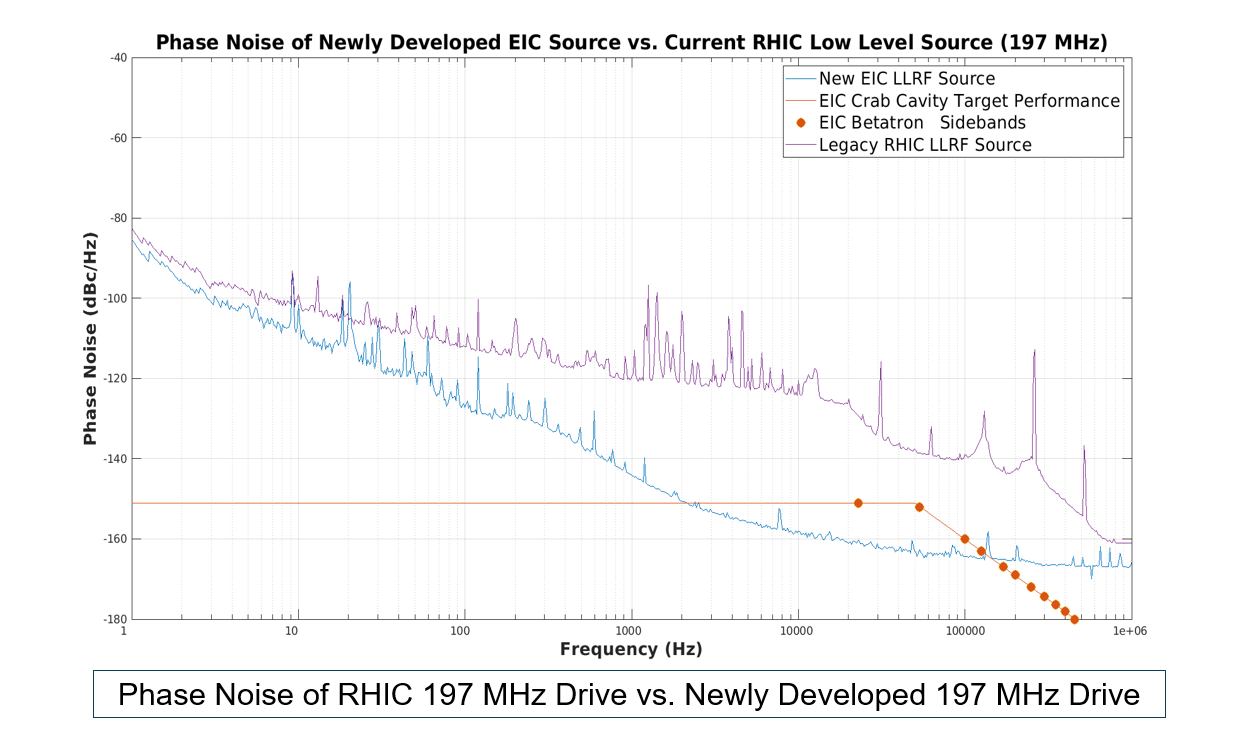 Phase Noise of Newly Developed EIC Source vs. Current RHIC Low Level Source (197 MHz)
New EIC LLRF Source
EIC Crab Cavity Target Performance
EIC Betatron Sidebands
Legacy RHIC LLRF Source
Phase Noise (dBc/Hz)
-40
-60
-80
-100
-120
-140
-160
-180
1 10 100 1000 10000 100000 1e+06
Frequency (Hz)
Phase Noise of RHIC 197 MHz Drive vs. Newly Developed 197 MHz Drive